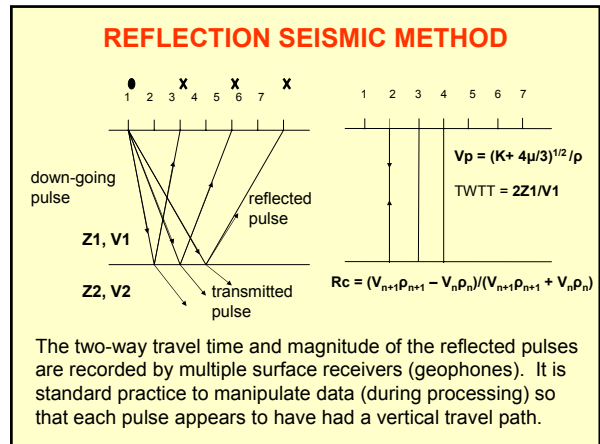 REFLECTION SEISMIC METHOD
x x x
1 2 3 4 5 6 7
1 2 3 4 5 6 7
down-going
pulse
reflected
pulse
Z1, V1
Z2, V2
transmitted
pulse
Vp = (K+ 4µ/3)^1/2 /ρ
TWTT = 2Z1/V1
Rc = (Vn+1ρn+1 – Vnρn)/(Vn+1ρn+1 + Vnρn)
The two-way travel time and magnitude of the reflected pulses
are recorded by multiple surface receivers (geophones). It is
standard practice to manipulate data (during processing) so
that each pulse appears to have had a vertical travel path.